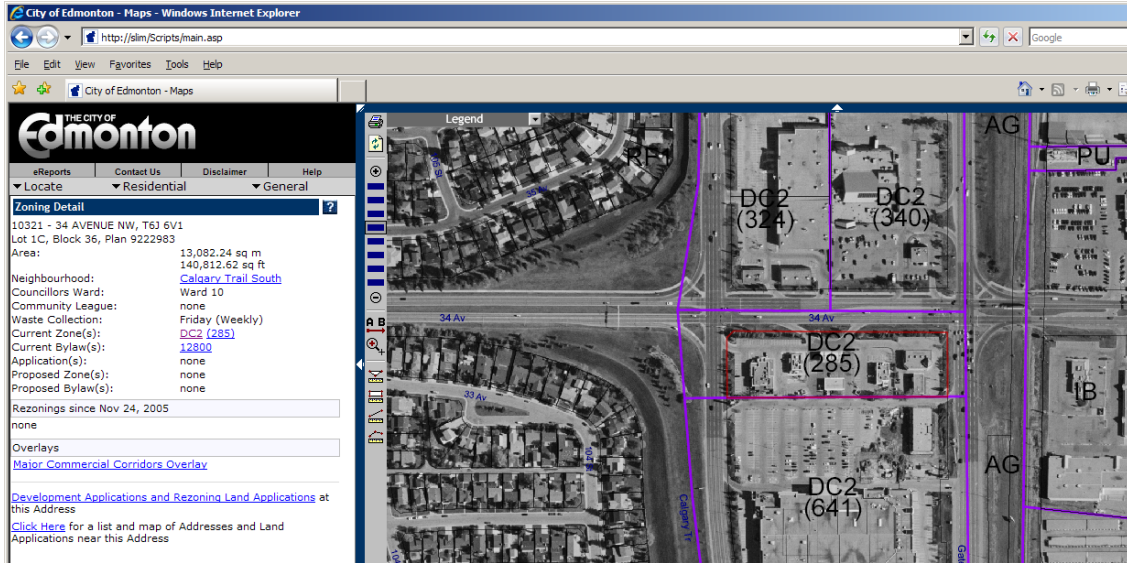 City of Edmonton - Maps - Windows Internet Explorer
http://slim/Scripts/main.asp
Google
File Edit View Favorites Tools Help
City of Edmonton - Maps
THE CITY OF
Edmonton
eReports Contact Us Disclaimer Help
Locate Residential General
Zoning Detail ?
10321 - 34 AVENUE NW, T6J 6V1
Lot 1C, Block 36, Plan 9222983
Area: 13,082.24 sq m
140,812.62 sq ft
Neighbourhood: Calgary Trail South
Councillors Ward: Ward 10
Community League: none
Waste Collection: Friday (Weekly)
Current Zone(s): DC2 (285)
Current Bylaw(s): 12800
Application(s): none
Proposed Zone(s): none
Proposed Bylaw(s): none
Rezonings since Nov 24, 2005
none
Overlays
Major Commercial Corridors Overlay
Development Applications and Rezoning Land Applications at
this Address
Click Here for a list and map of Addresses and Land
Applications near this Address
Legend
A B
RF1
35 Av
AG
PU
DC2
(324)
DC2
(340)
34 Av
34 Av
DC2
(285)
33 Av
IB
AG
DC2
(641)
Calgary Tr